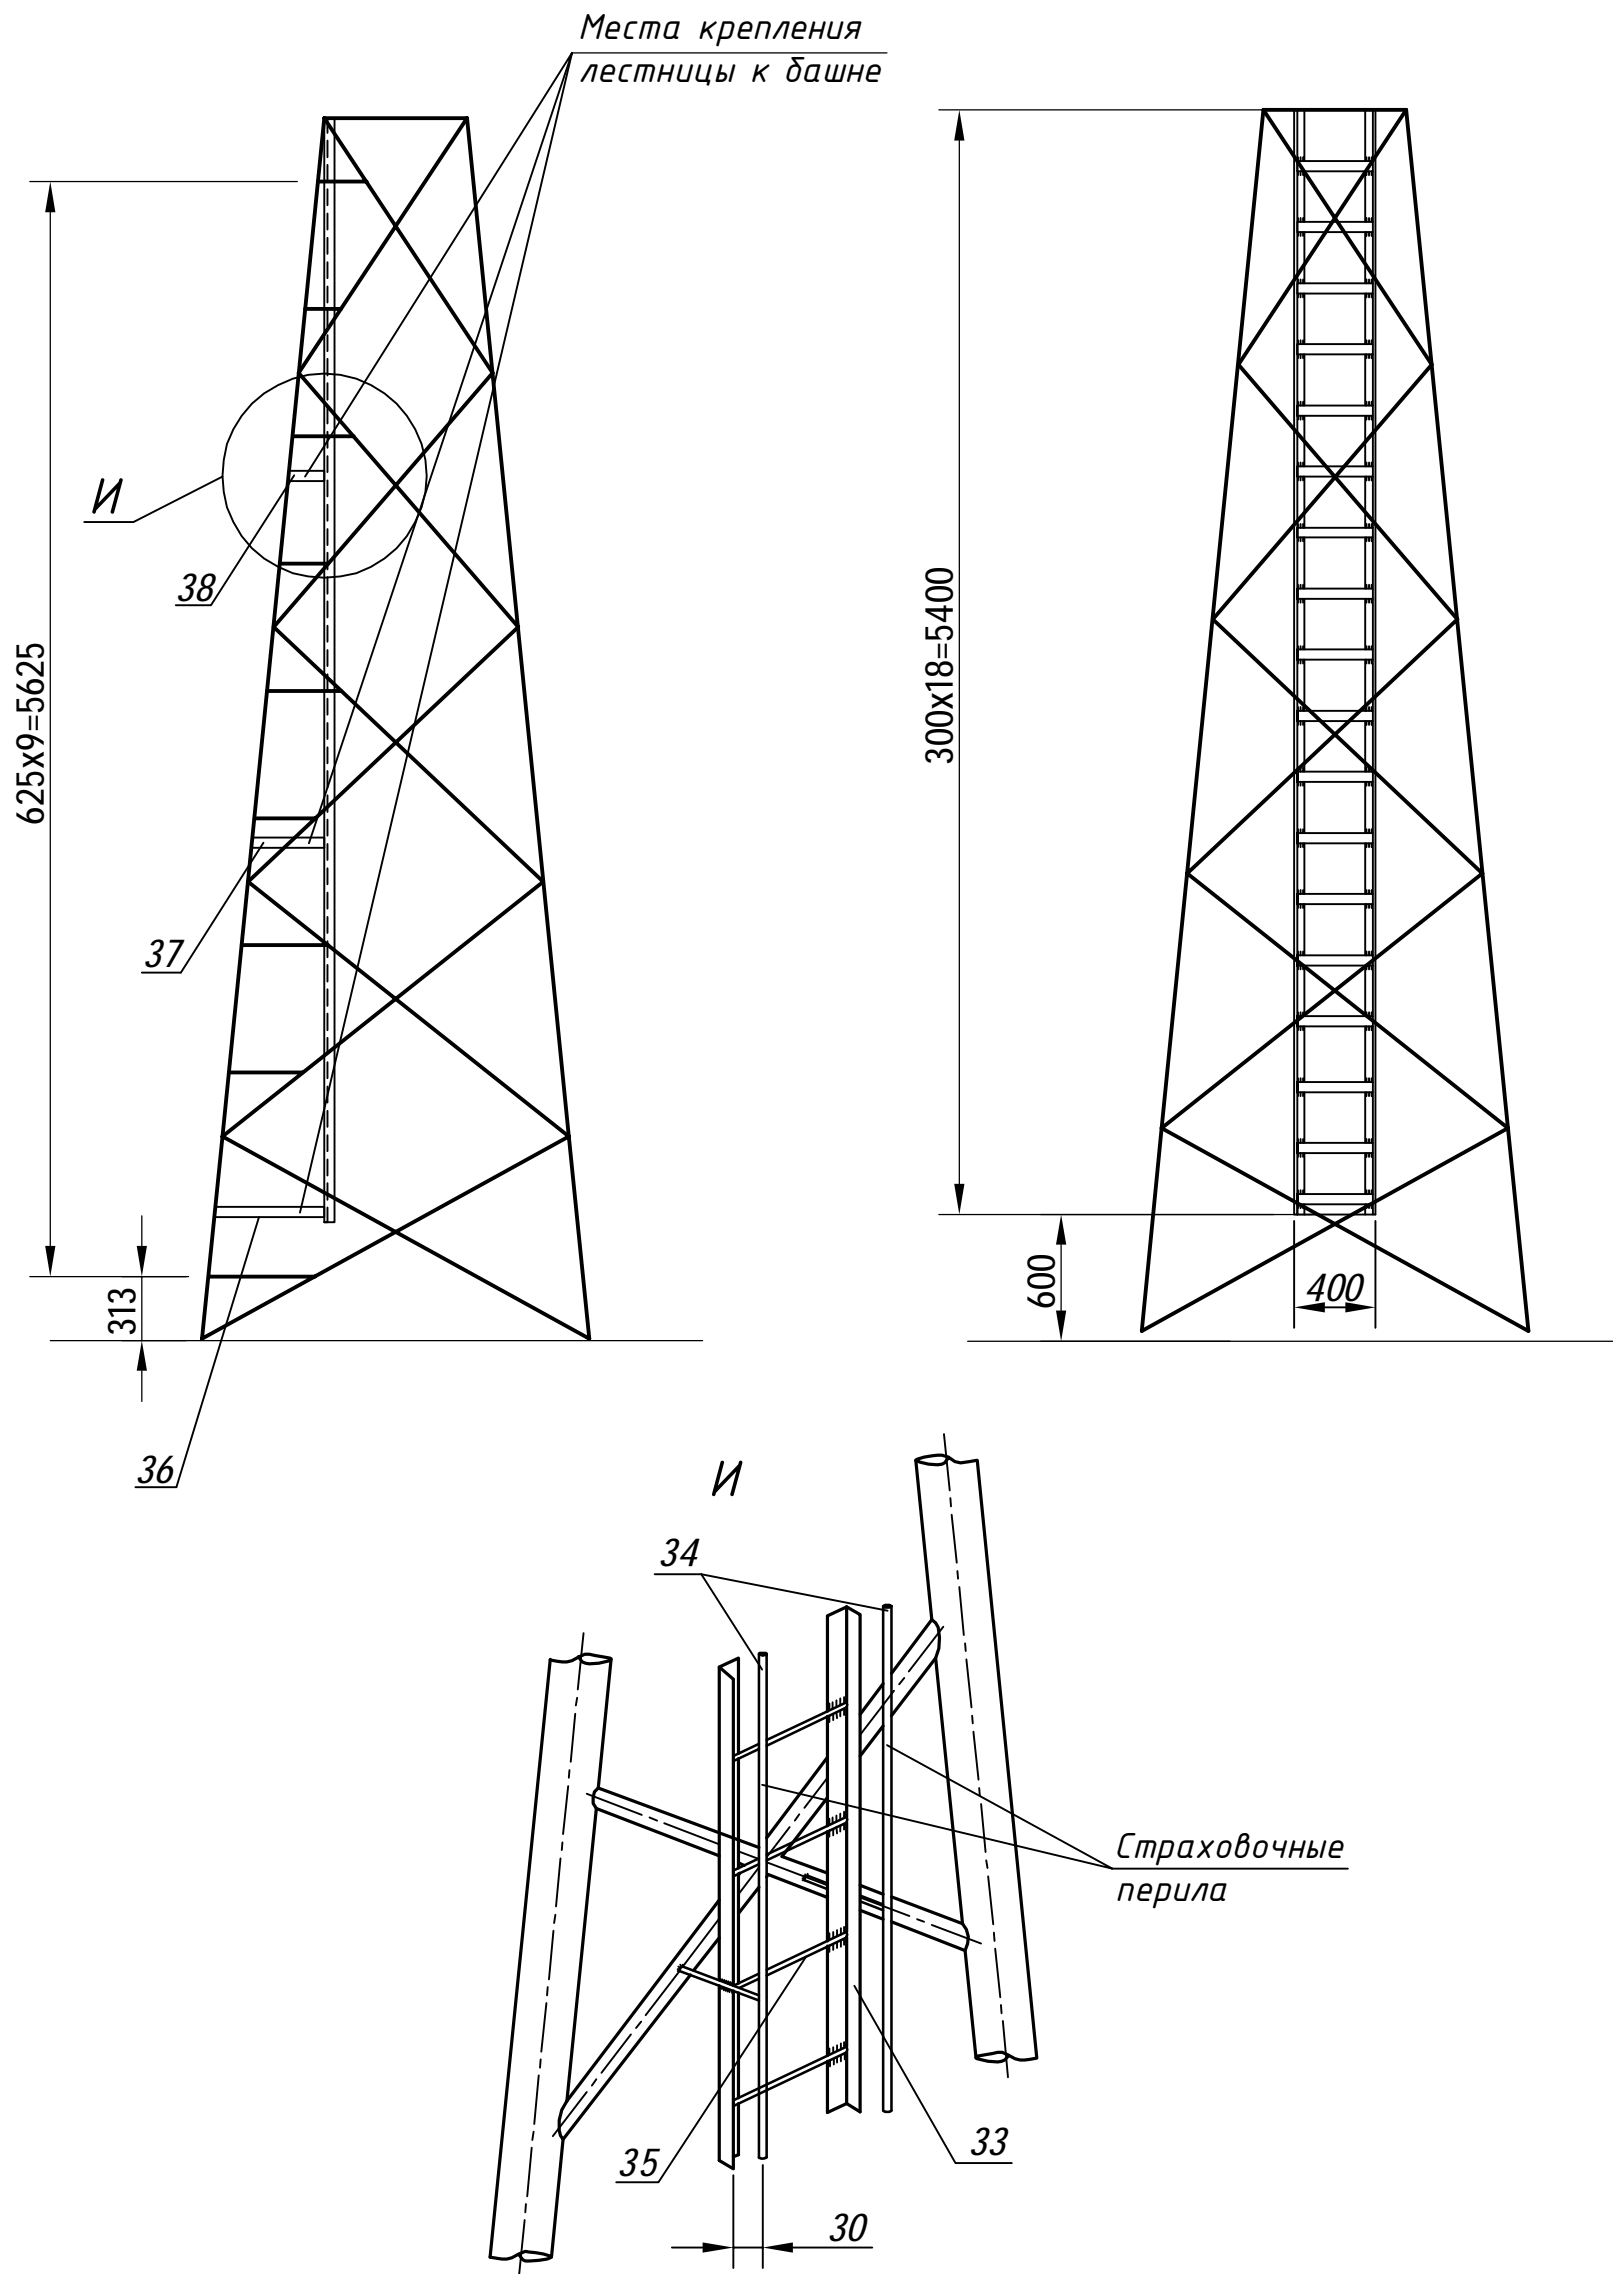 Места крепления
лестницы к башне
И
38
625х9=5625
37
313
36
300х18=5400
600
400
И
34
Страховочные
перила
35
33
30